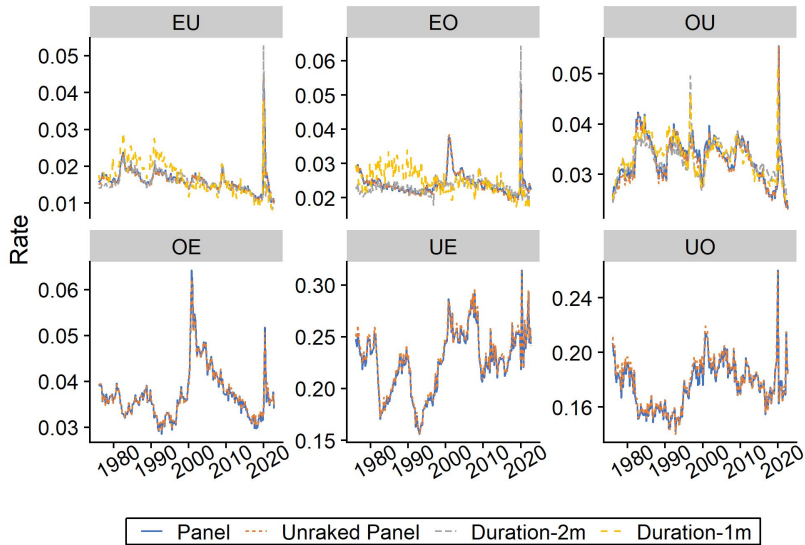 EU EO OU
0.05 0.06 0.05
0.04 0.05
0.03 0.04 0.04
0.02 0.03 0.03
0.01 0.02
Rate
OE UE UO
0.06 0.30 0.24
0.05 0.25 0.20
0.04 0.20 0.16
0.03 0.15
1980 1990 2000 2010 2020 1980 1990 2000 2010 2020 1980 1990 2000 2010 2020
Panel Unraked Panel Duration-2m Duration-1m